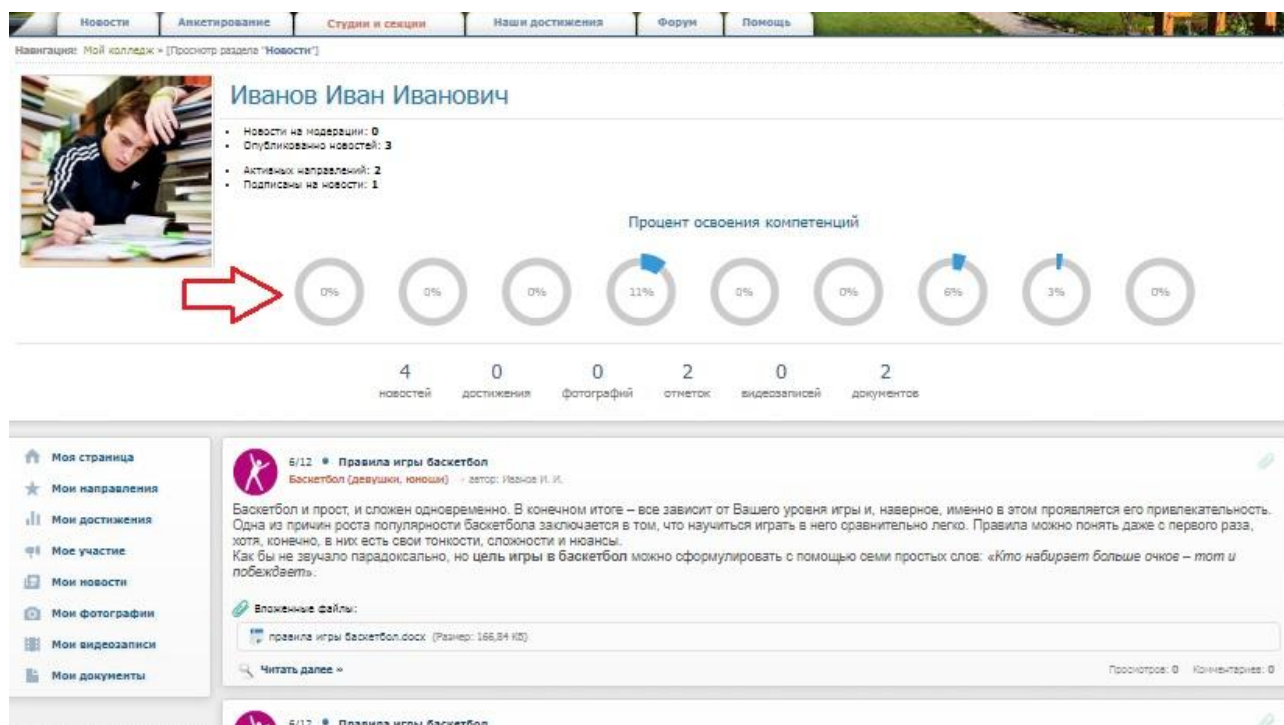 Новости Анкетирование Студии и секции Наши достижения Форум Помощь
Навигация: Мой колледж » [Просмотр раздела "Новости"]
Иванов Иван Иванович
Новости на модерации: 0
Опубликованно новостей: 3
Активных направлений: 2
Подписаны на новости: 1
Процент освоения компетенций
0% 0% 0% 11% 0% 0% 6% 3% 0%
4 0 0 2 0 2
новостей достижения фотографий отметок видеозаписей документов
Моя страница
Мои направления
Мои достижения
Мое участие
Мои новости
Мои фотографии
Мои видеозаписи
Мои документы
6/12 Правила игры баскетбол
Баскетбол (девушки, юноши) - автор: Иванов И. И.
Баскетбол и прост, и сложен одновременно. В конечном итоге – все зависит от Вашего уровня игры и, наверное, именно в этом проявляется его привлекательность.
Одна из причин роста популярности баскетбола заключается в том, что научиться играть в него сравнительно легко. Правила можно понять даже с первого раза,
хотя, конечно, в них есть свои тонкости, сложности и нюансы.
Как бы не звучало парадоксально, но цель игры в баскетбол можно сформулировать с помощью семи простых слов: «Кто набирает больше очков – тот и
побеждает».
Вложенные файлы:
правила игры баскетбол.docx (Размер: 166,84 Кб)
Читать далее » Просмотров: 0 Комментариев: 0
6/12 Правила игры баскетбол